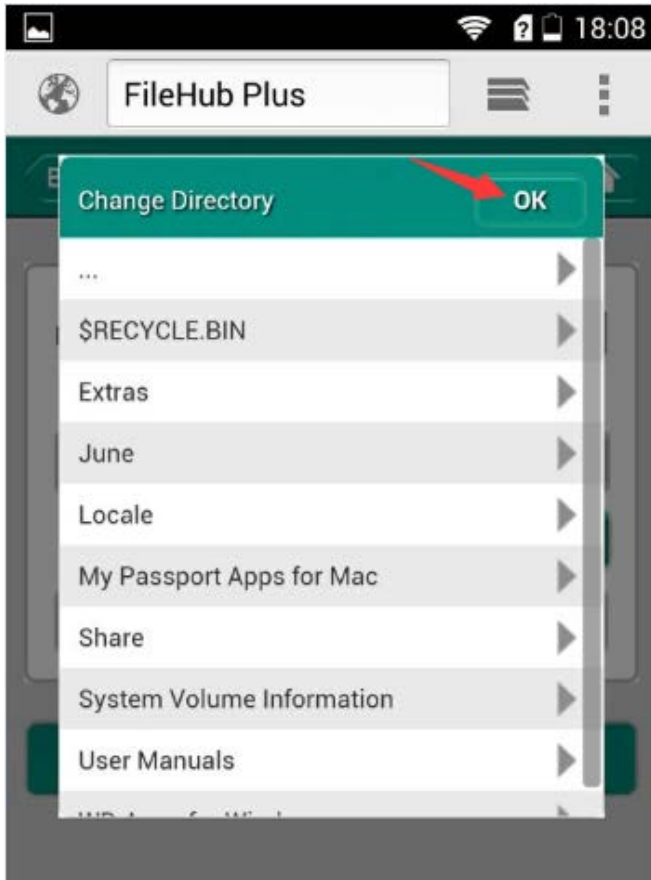 18:08
FileHub Plus
Change Directory OK
...
$RECYCLE.BIN
Extras
June
Locale
My Passport Apps for Mac
Share
System Volume Information
User Manuals